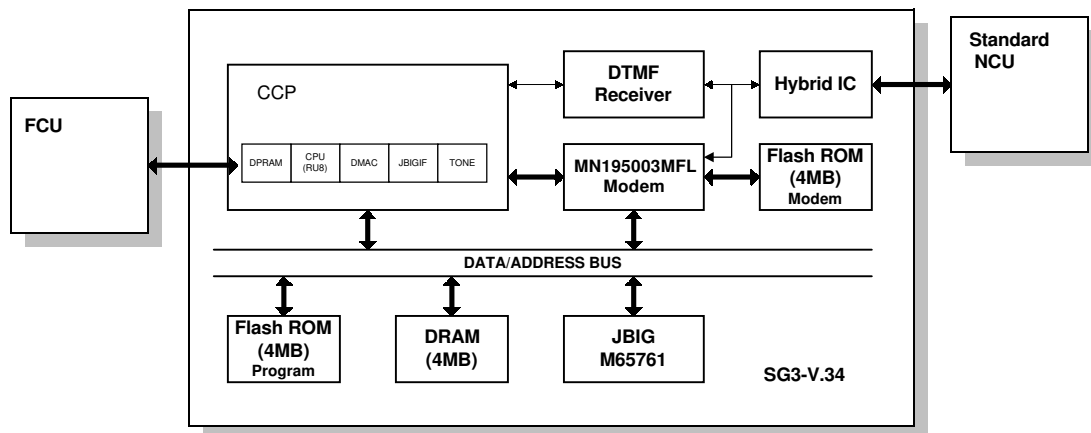 FCU
CCP
DPRAM
CPU
(RU8)
DMAC
JBIGIF
TONE
DTMF
Receiver
Hybrid IC
Standard
NCU
MN195003MFL
Modem
Flash ROM
(4MB)
Modem
DATA/ADDRESS BUS
Flash ROM
(4MB)
Program
DRAM
(4MB)
JBIG
M65761
SG3-V.34